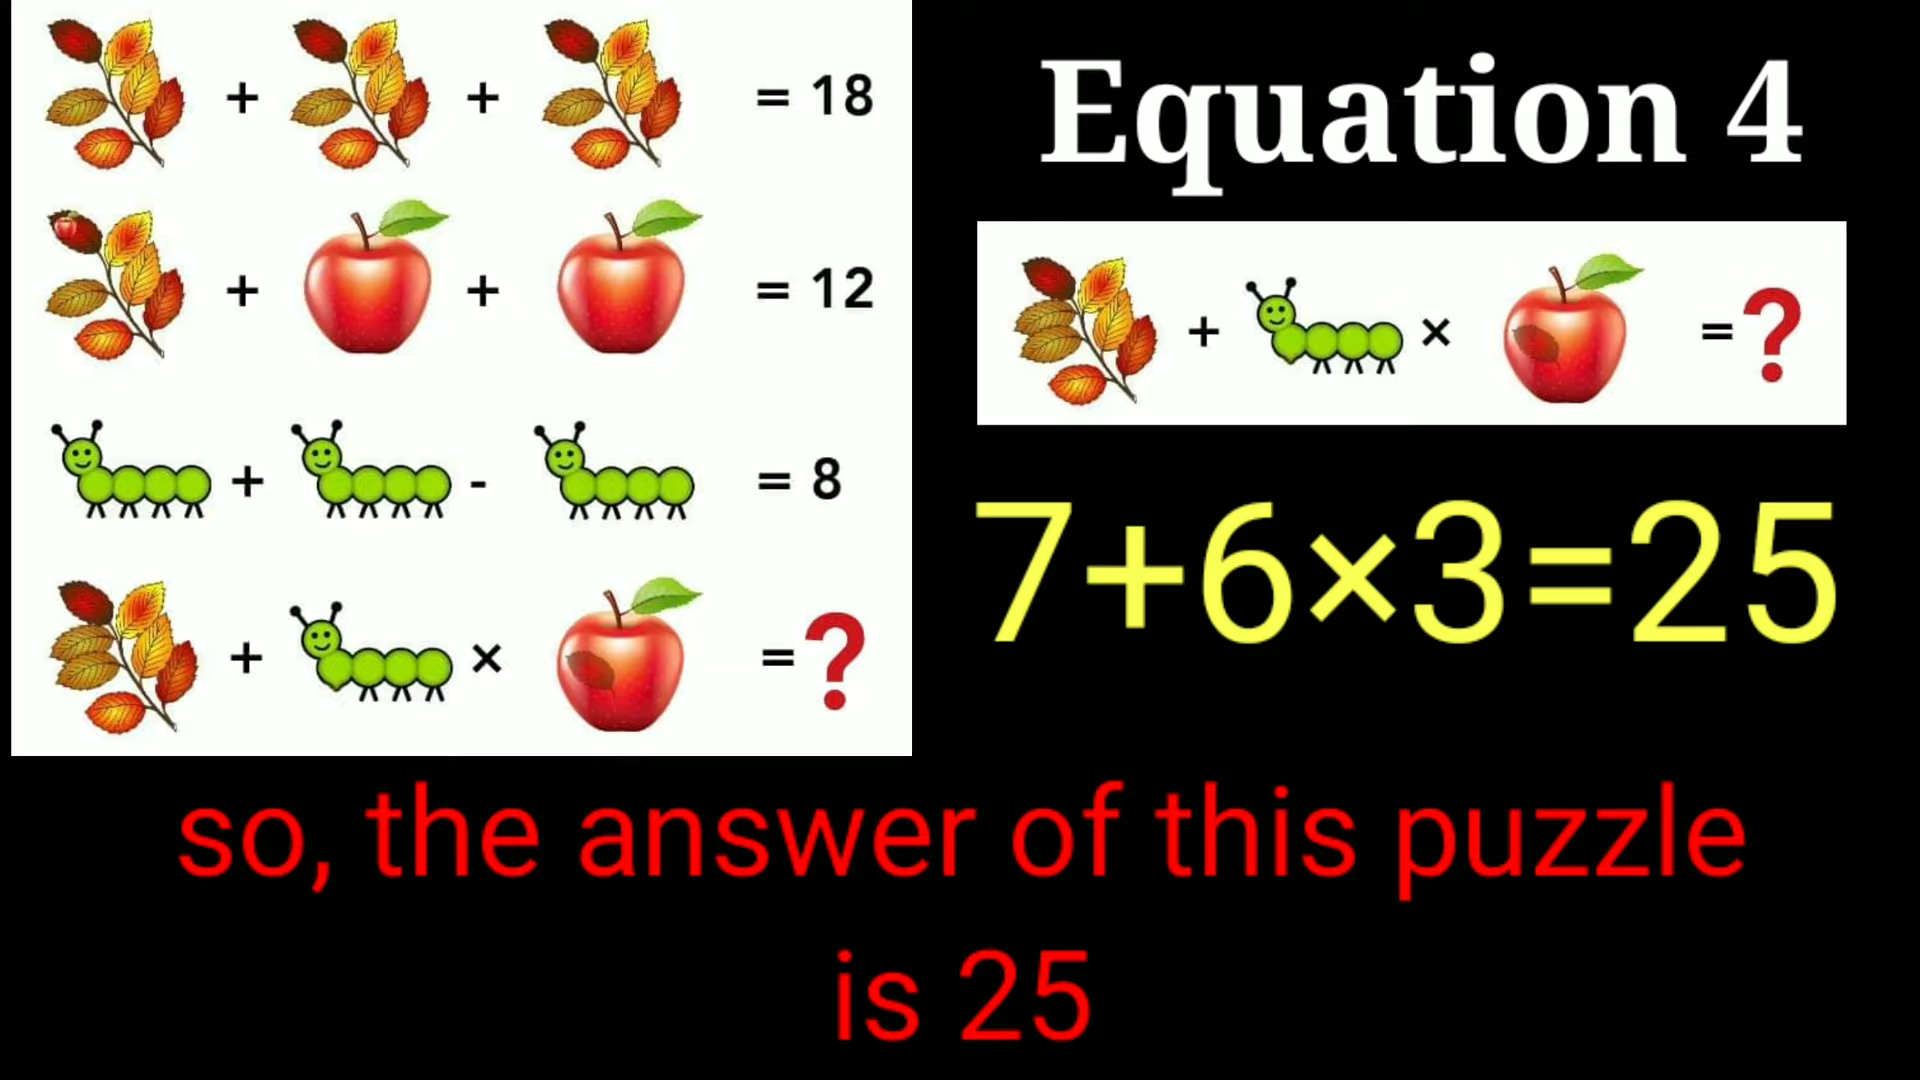 + + = 18
+ + = 12
+ - = 8
+ × = ?
Equation 4
+ × = ?
7+6×3=25
so, the answer of this puzzle
is 25